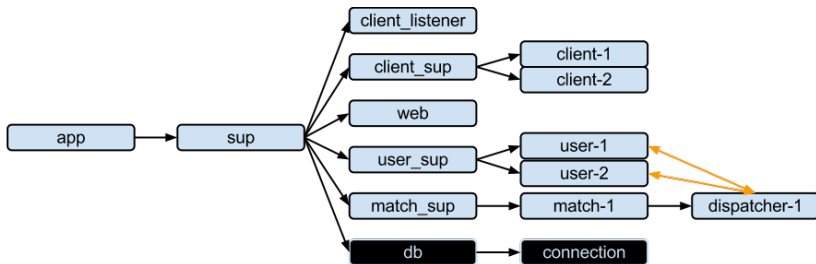 client_listener
client_sup
client-1
client-2
web
app
sup
user_sup
user-1
user-2
match_sup
match-1
dispatcher-1
db
connection